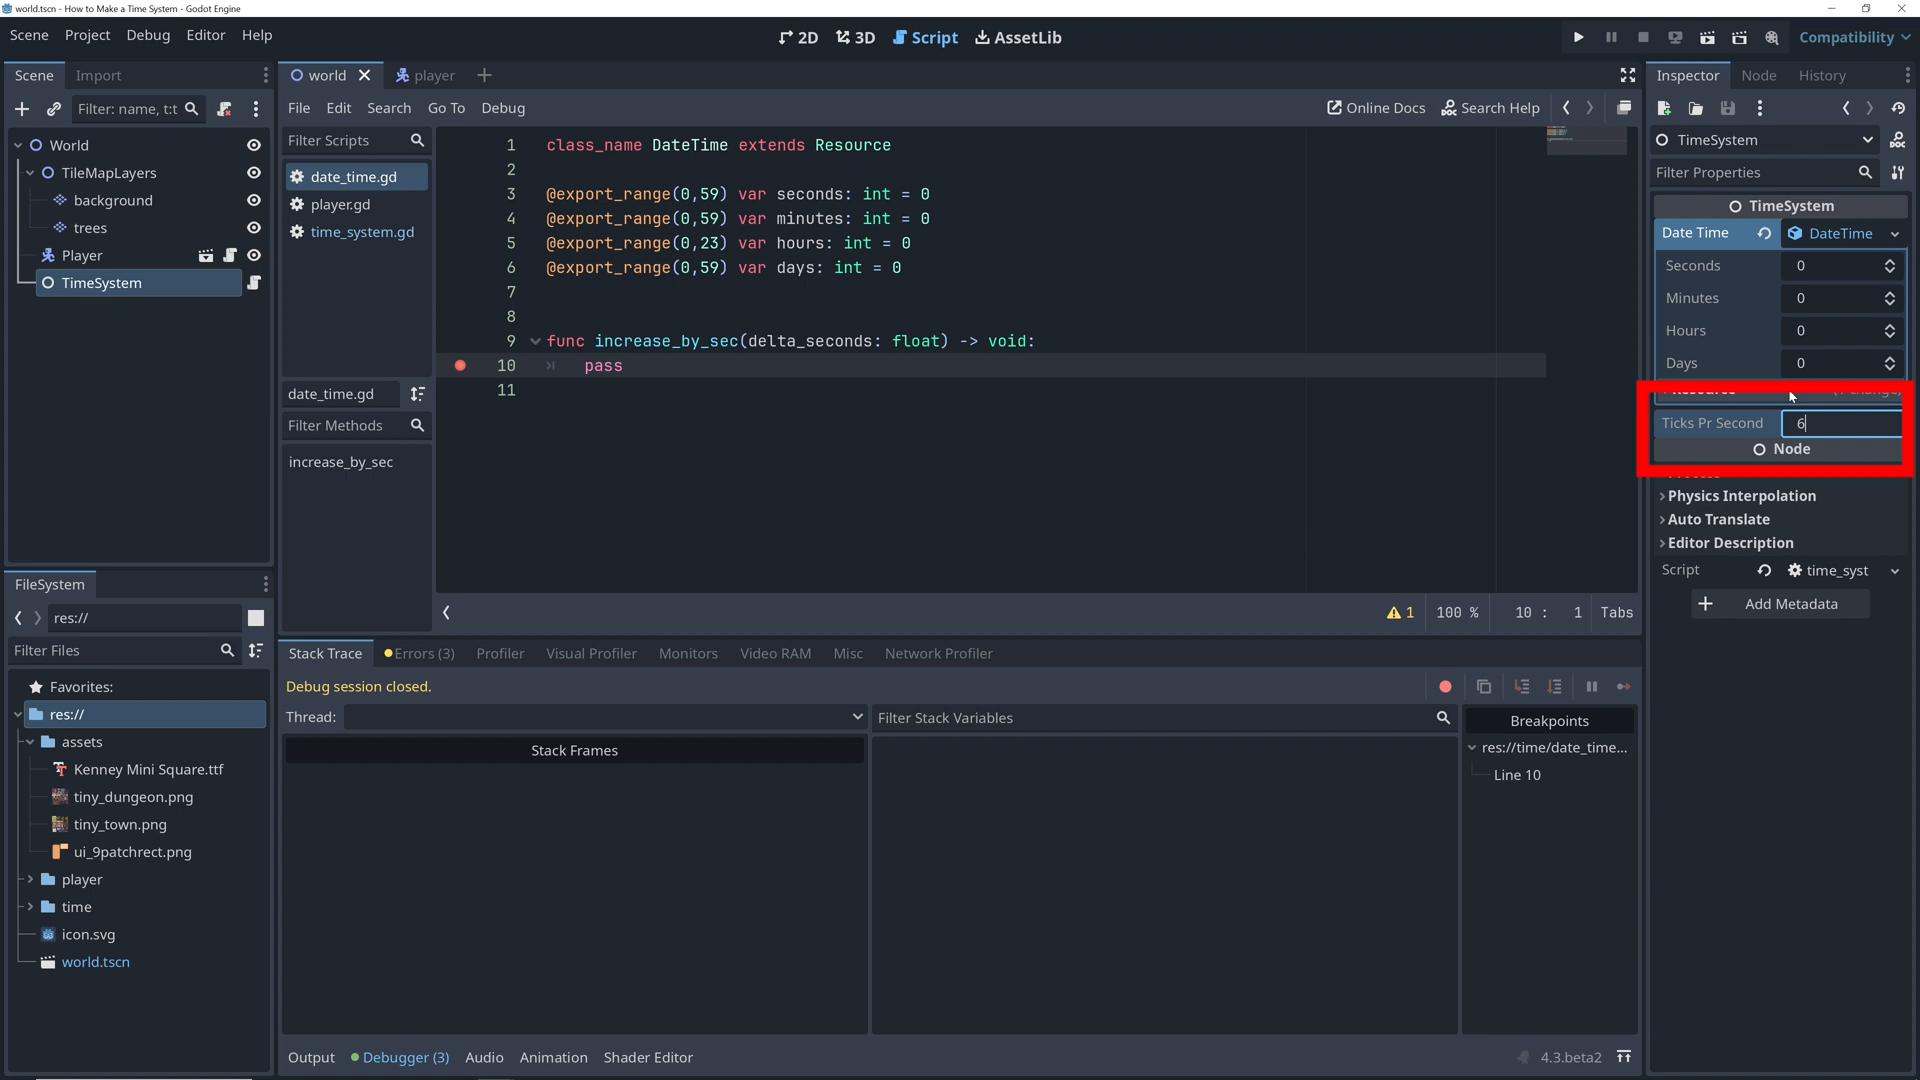 world.tscn - How to Make a Time System - Godot Engine
Scene Project Debug Editor Help
2D 3D Script AssetLib
Compatibility
Scene Import
Filter: name, t:t
World
TileMapLayers
background
trees
Player
TimeSystem
FileSystem
res://
Filter Files
Favorites:
res://
assets
Kenney Mini Square.ttf
tiny_dungeon.png
tiny_town.png
ui_9patchrect.png
player
time
icon.svg
world.tscn
world player
File Edit Search Go To Debug
Online Docs Search Help
Filter Scripts
date_time.gd
player.gd
time_system.gd
date_time.gd
Filter Methods
increase_by_sec
1 class_name DateTime extends Resource
2
3 @export_range(0,59) var seconds: int = 0
4 @export_range(0,59) var minutes: int = 0
5 @export_range(0,23) var hours: int = 0
6 @export_range(0,59) var days: int = 0
7
8
9 func increase_by_sec(delta_seconds: float) -> void:
10 pass
11
1 100 % 10 : 1 Tabs
Stack Trace Errors (3) Profiler Visual Profiler Monitors Video RAM Misc Network Profiler
Debug session closed.
Thread:
Filter Stack Variables
Stack Frames
Breakpoints
res://time/date_time...
Line 10
Output Debugger (3) Audio Animation Shader Editor
4.3.beta2
Inspector Node History
TimeSystem
Filter Properties
TimeSystem
Date Time DateTime
Seconds 0
Minutes 0
Hours 0
Days 0
Ticks Pr Second 6
Node
Physics Interpolation
Auto Translate
Editor Description
Script time_syst
Add Metadata